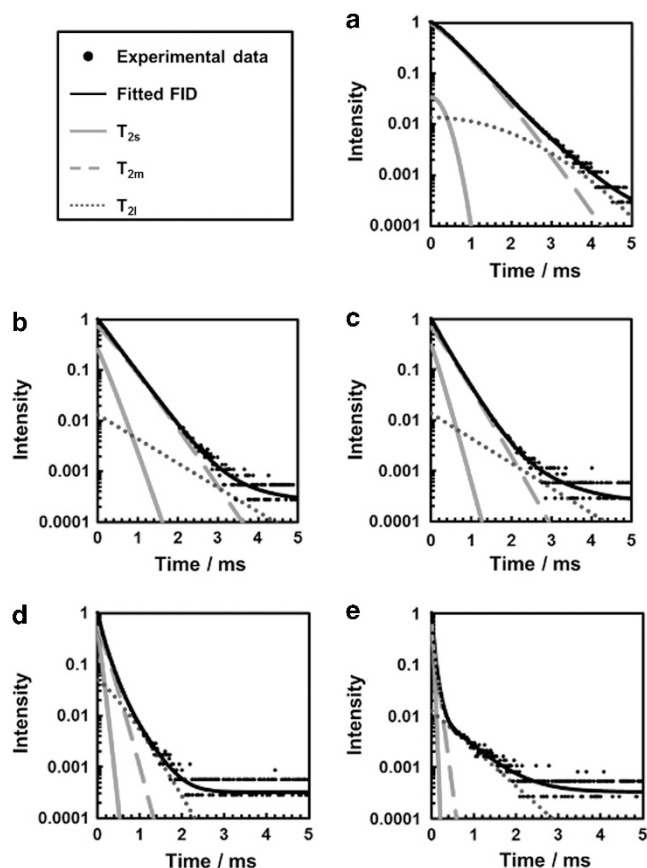 a
Experimental data
Fitted FID
T2s
T2m
T2l
Intensity
1
0.1
0.01
0.001
0.0001
0 1 2 3 4 5
Time / ms
b
Intensity
1
0.1
0.01
0.001
0.0001
0 1 2 3 4 5
Time / ms
c
Intensity
1
0.1
0.01
0.001
0.0001
0 1 2 3 4 5
Time / ms
d
Intensity
1
0.1
0.01
0.001
0.0001
0 1 2 3 4 5
Time / ms
e
Intensity
1
0.1
0.01
0.001
0.0001
0 1 2 3 4 5
Time / ms